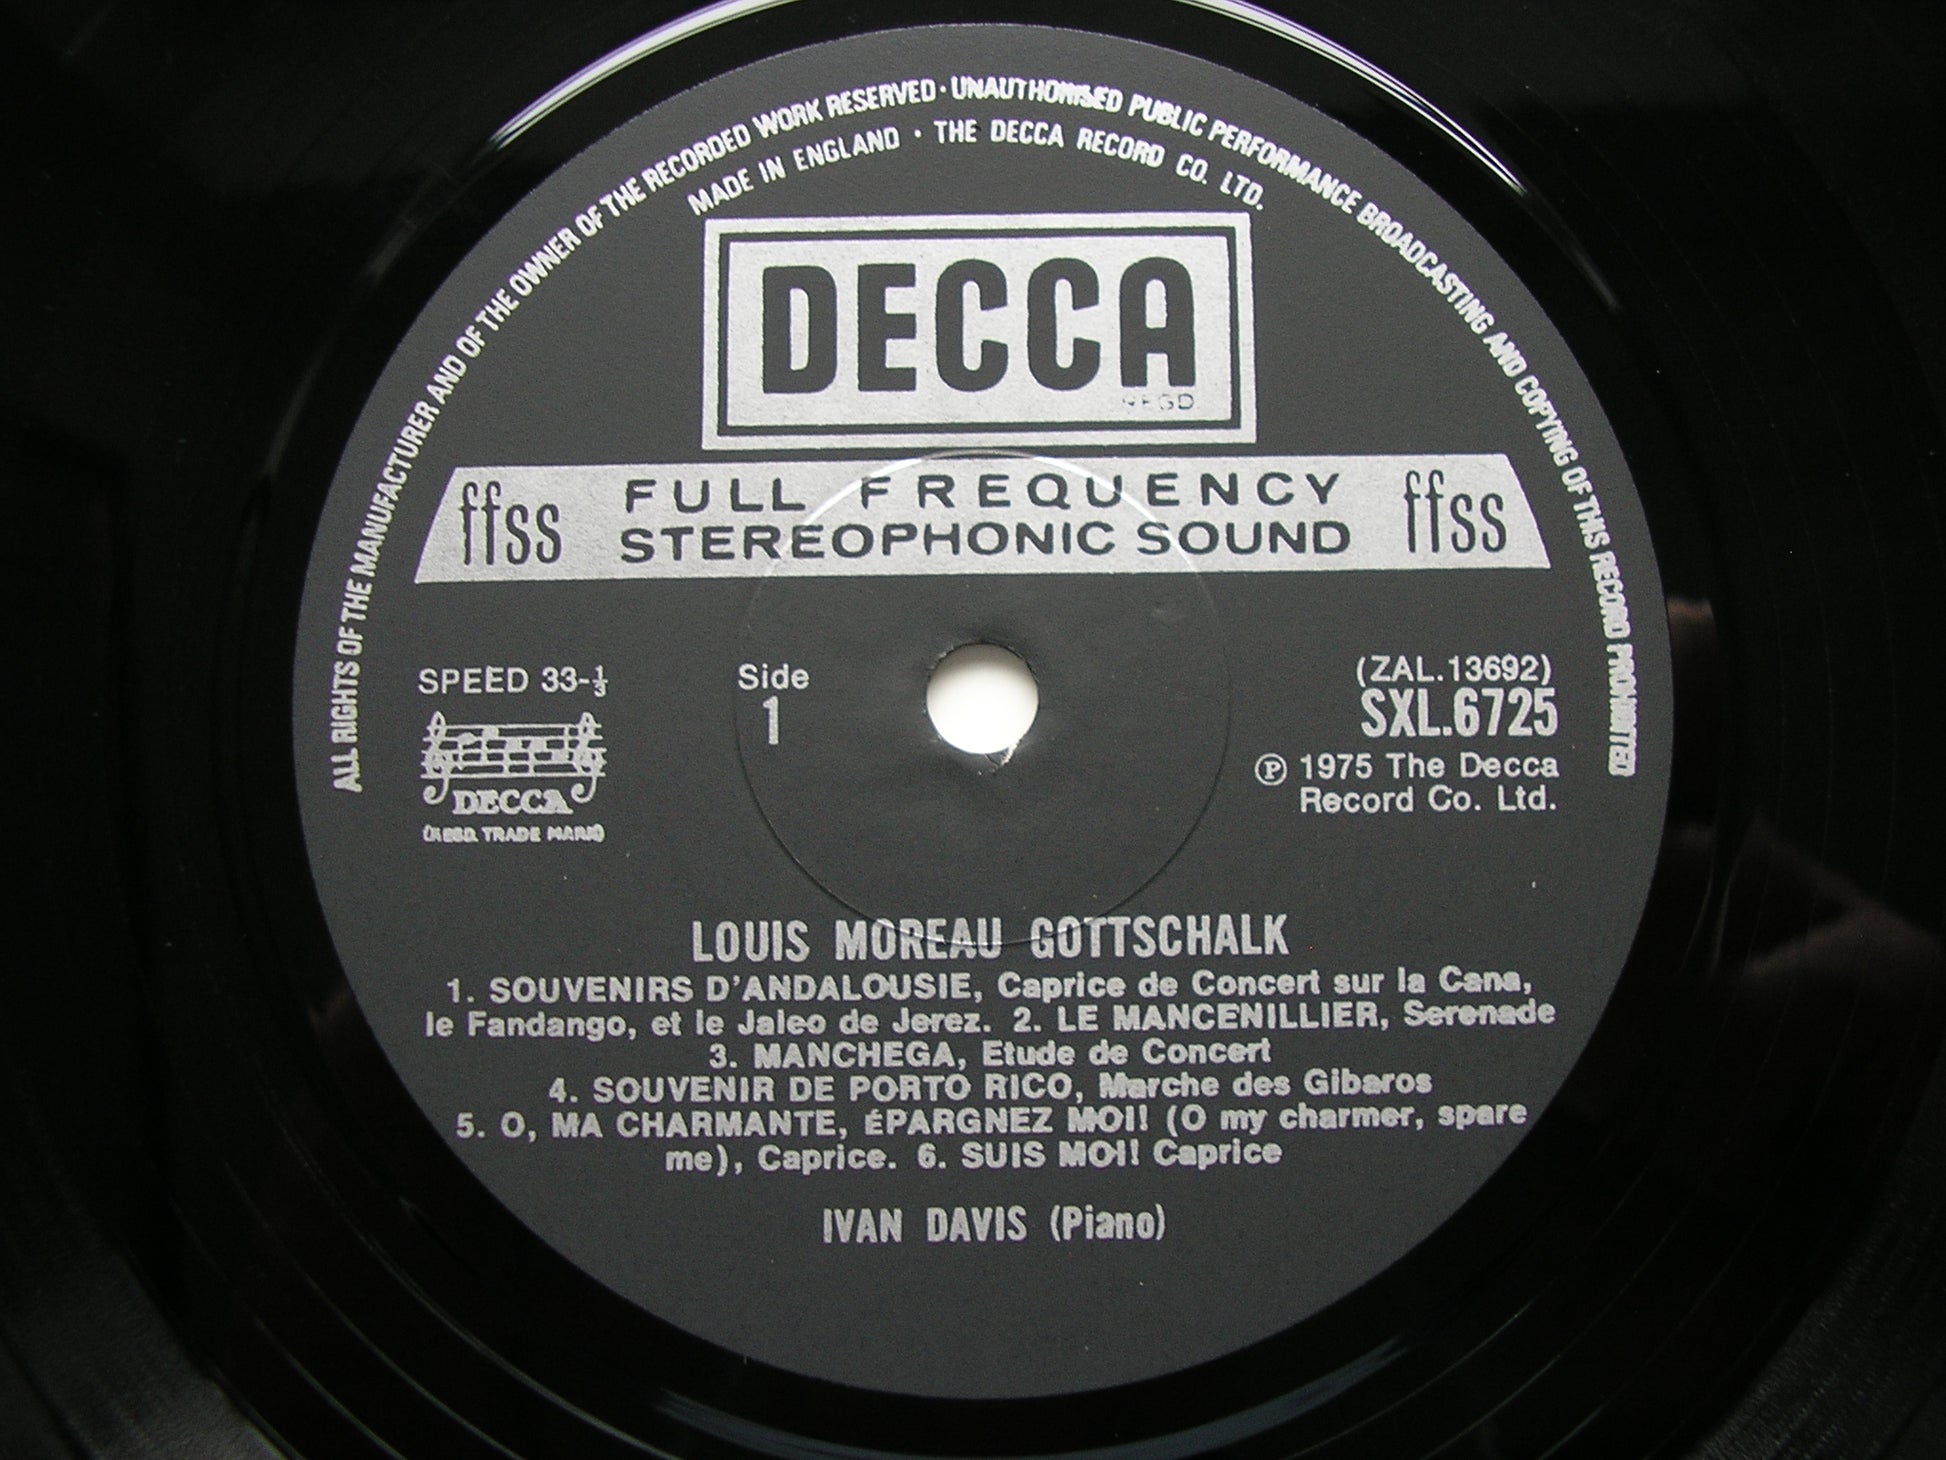 ALL RIGHTS OF THE MANUFACTURER AND OF THE OWNER OF THE RECORDED WORK RESERVED · UNAUTHORISED PUBLIC PERFORMANCE BROADCASTING AND COPYING OF THIS RECORD PROHIBITED
MADE IN ENGLAND · THE DECCA RECORD CO. LTD.
DECCA
REGD
ffss FULL FREQUENCY ffss
STEREOPHONIC SOUND
SPEED 33-⅓
Side
1
(ZAL.13692)
SXL.6725
℗ 1975 The Decca
Record Co. Ltd.
DECCA
(REGD. TRADE MARK)
LOUIS MOREAU GOTTSCHALK
1. SOUVENIRS D'ANDALOUSIE, Caprice de Concert sur la Cana,
le Fandango, et le Jaleo de Jerez. 2. LE MANCENILLIER, Serenade
3. MANCHEGA, Etude de Concert
4. SOUVENIR DE PORTO RICO, Marche des Gibaros
5. O, MA CHARMANTE, ÉPARGNEZ MOI! (O my charmer, spare
me), Caprice. 6. SUIS MOI! Caprice
IVAN DAVIS (Piano)